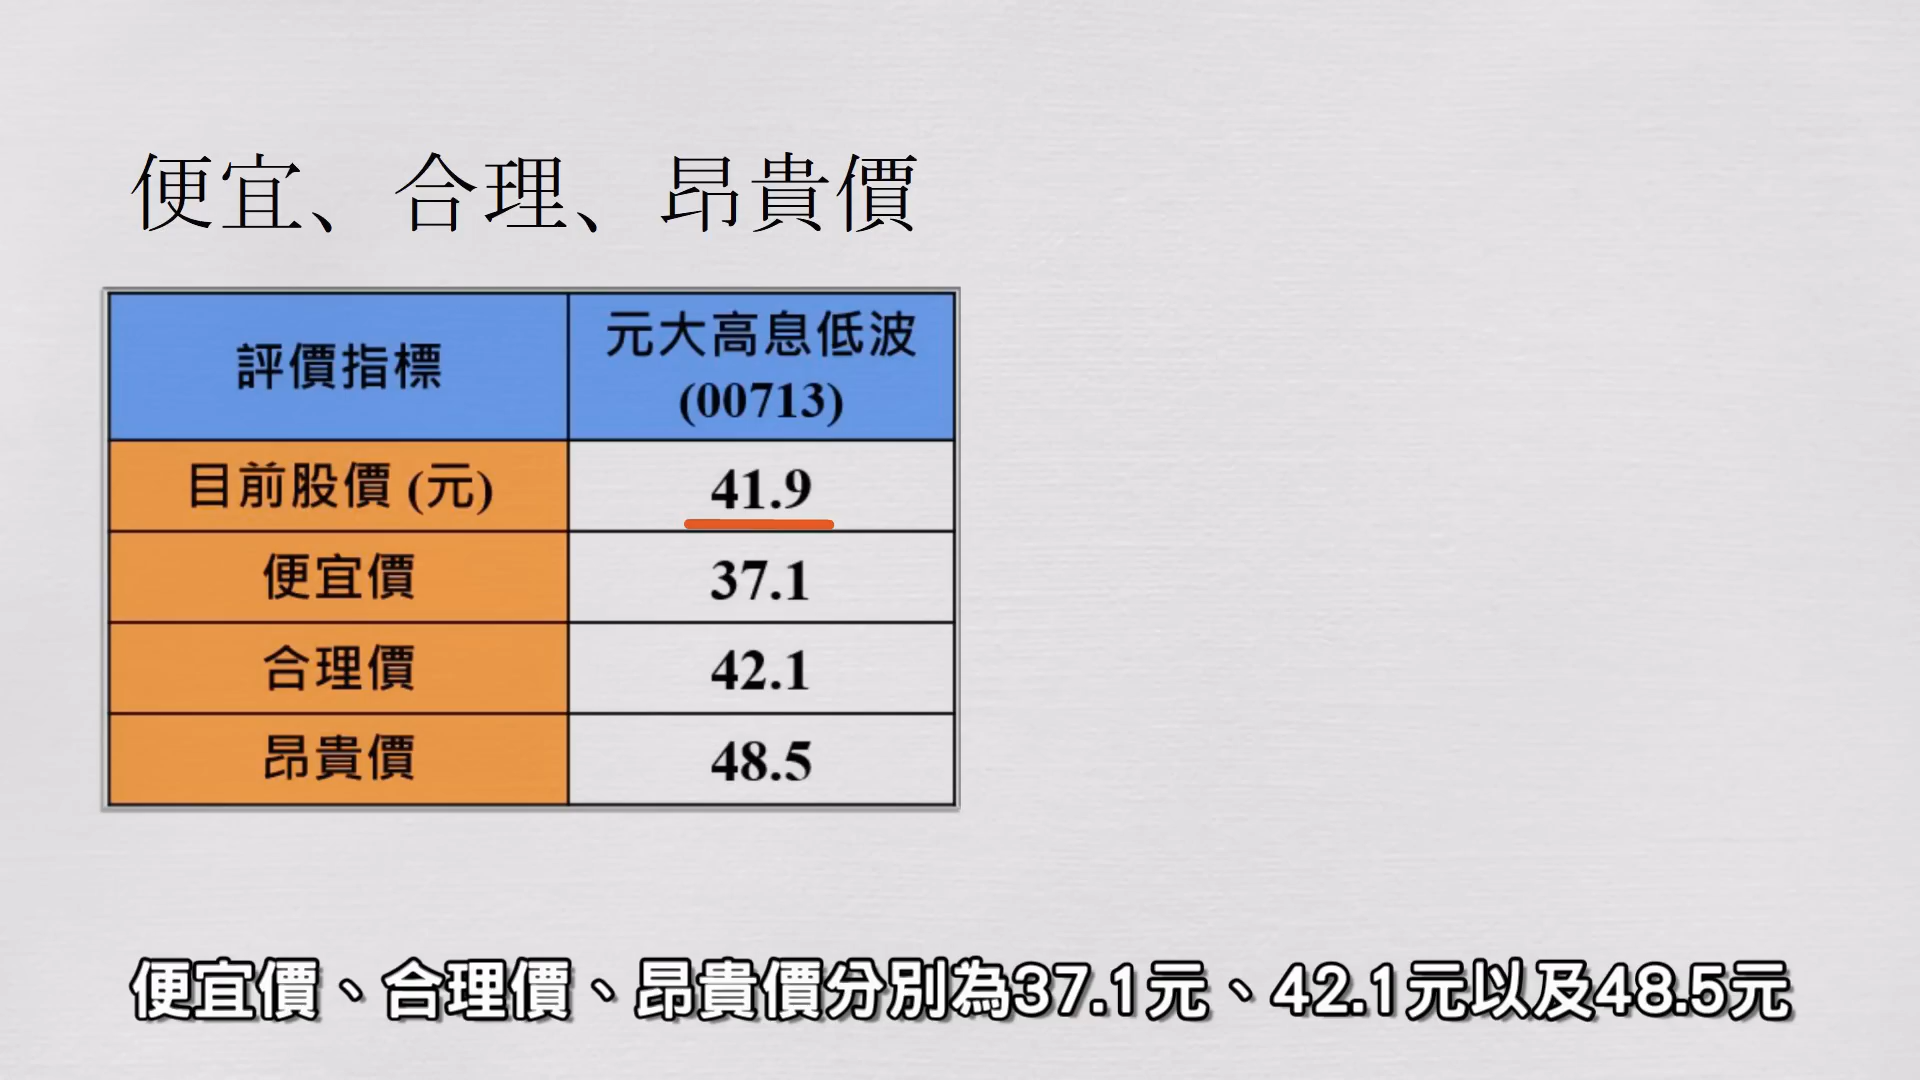 便宜、合理、昂貴價
評價指標
元大高息低波
(00713)
目前股價 (元)
41.9
便宜價
37.1
合理價
42.1
昂貴價
48.5
便宜價、合理價、昂貴價分別為37.1元、42.1元以及48.5元